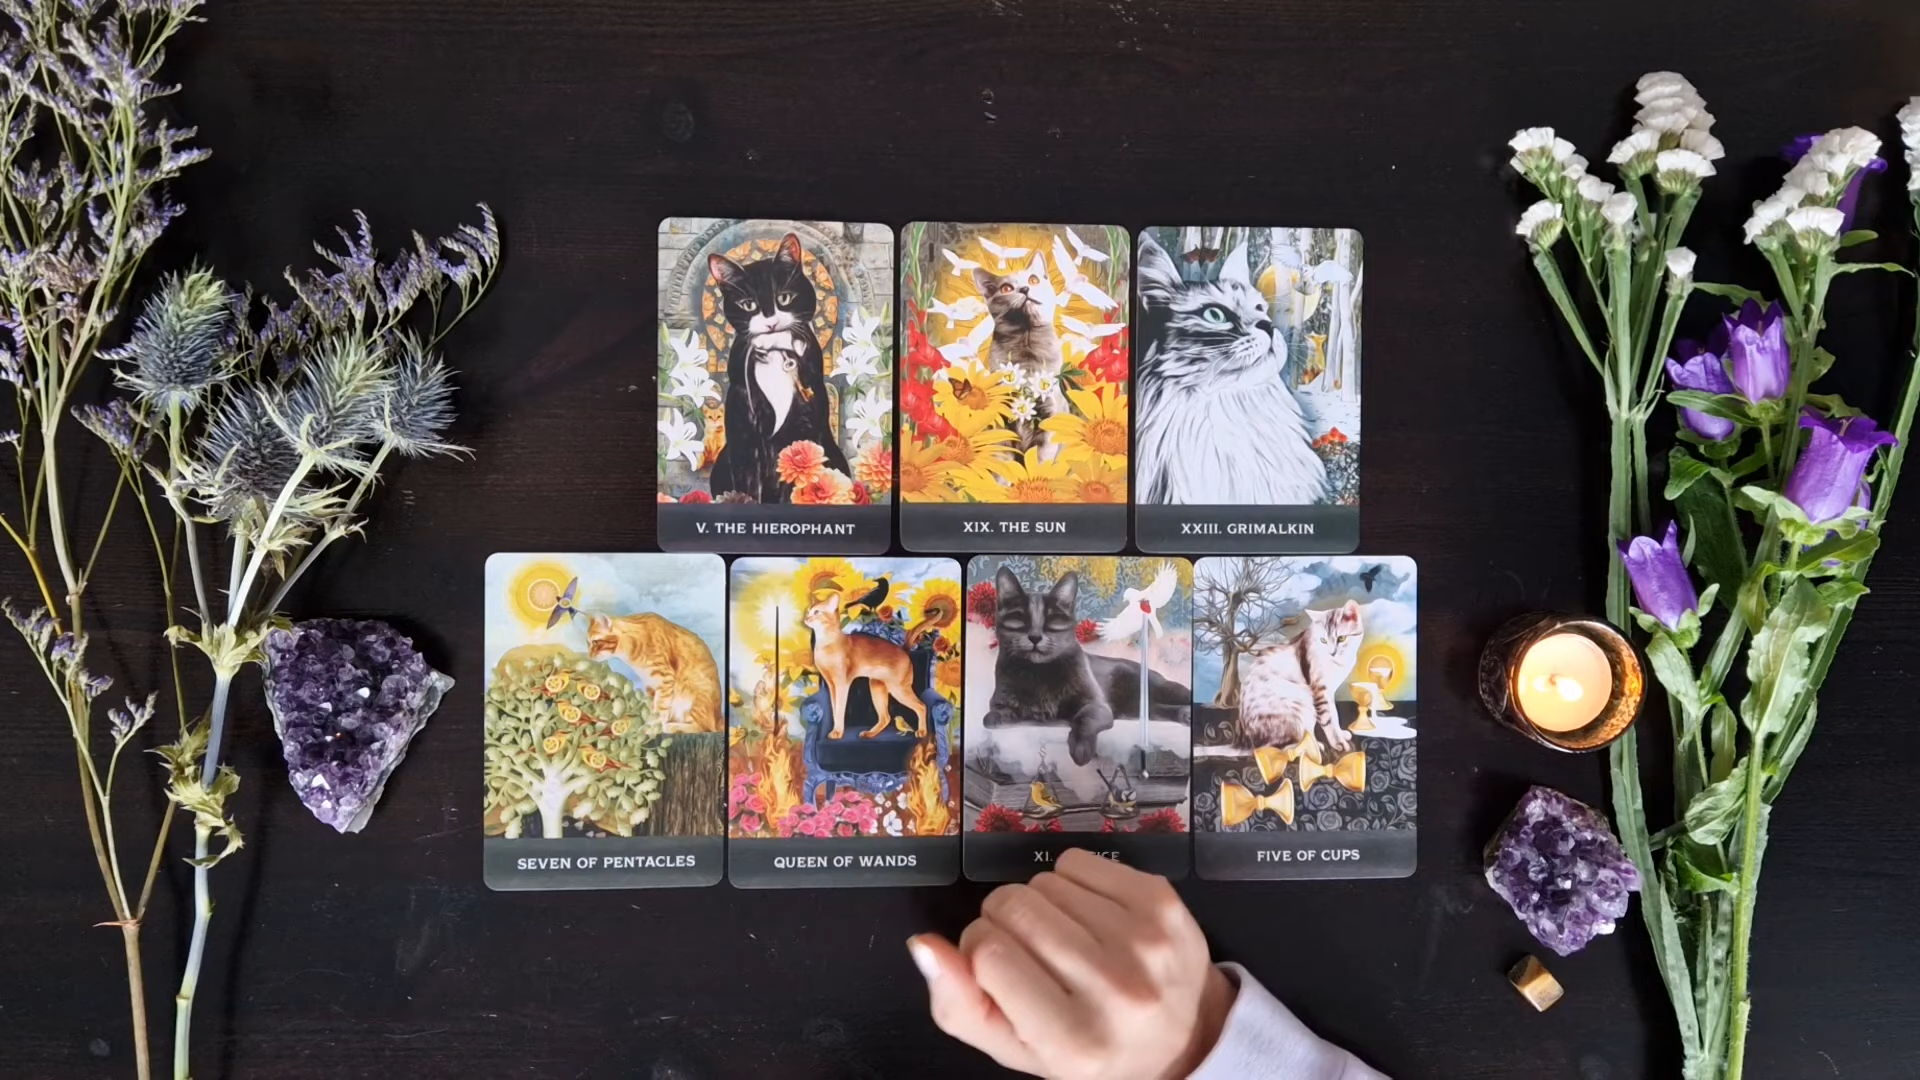 V. THE HIEROPHANT
XIX. THE SUN
XXIII. GRIMALKIN
SEVEN OF PENTACLES
QUEEN OF WANDS
XI.
FIVE OF CUPS